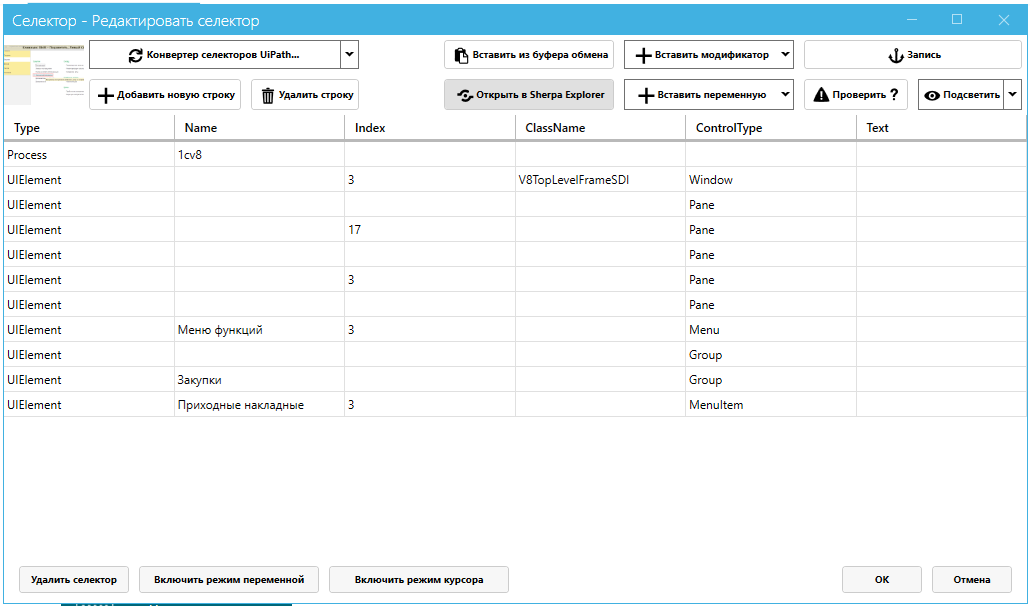 Селектор - Редактировать селектор
Конвертер селекторов UiPath...
Вставить из буфера обмена
Вставить модификатор
Запись
Добавить новую строку
Удалить строку
Открыть в Sherpa Explorer
Вставить переменную
Проверить ?
Подсветить
Type Name Index ClassName ControlType Text
Process 1cv8
UIElement 3 V8TopLevelFrameSDI Window
UIElement Pane
UIElement 17 Pane
UIElement Pane
UIElement 3 Pane
UIElement Pane
UIElement Меню функций 3 Menu
UIElement Group
UIElement Закупки Group
UIElement Приходные накладные 3 MenuItem
Удалить селектор
Включить режим переменной
Включить режим курсора
ОК
Отмена